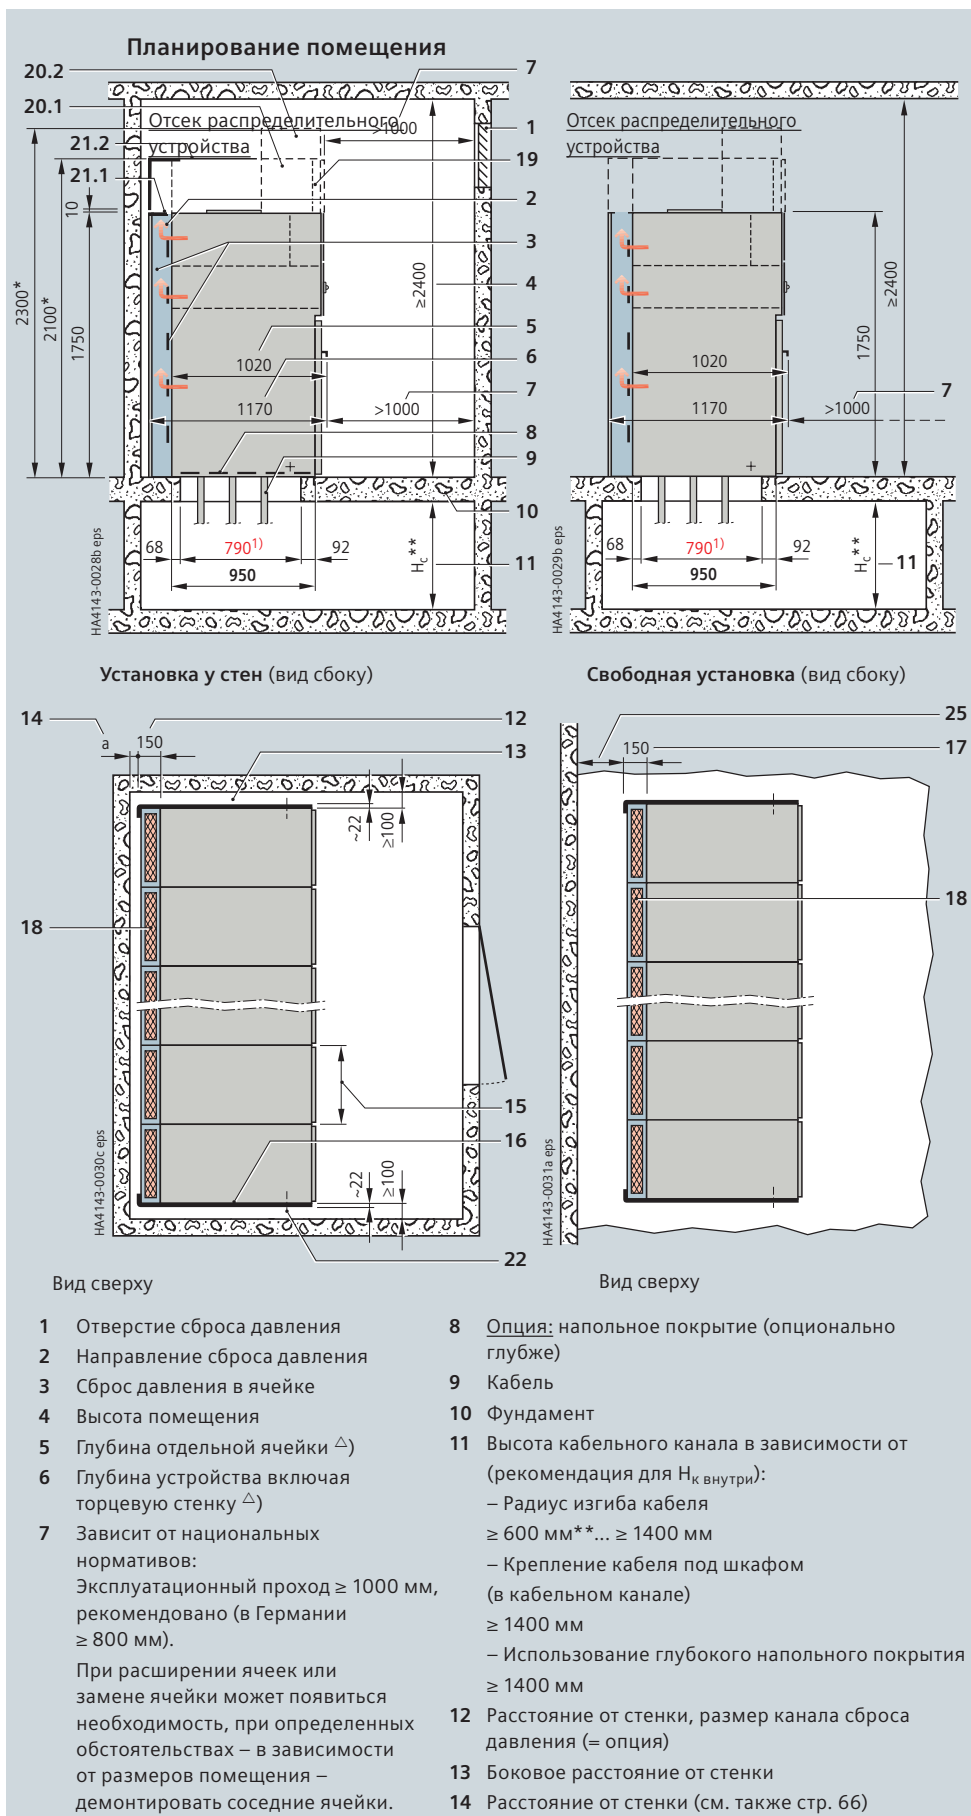 Планирование помещения
20.2
7
20.1
Отсек распределительного
>1000
1
Отсек распределительного
21.2
устройства
19
устройства
21.1
2
10
3
2300*
2100*
1750
≥2400
4
≥2400
1750
5
1020
6
1020
7
7
1170
>1000
1170
>1000
8
9
10
68
790¹⁾
92
Hc**
11
68
790¹⁾
92
Hc**
11
950
950
HA4143-0028b eps
HA4143-0029b eps
Установка у стен (вид сбоку)
Свободная установка (вид сбоку)
14
12
25
a
150
13
150
17
~22
≥100
18
18
15
16
~22
≥100
22
HA4143-0030c eps
HA4143-0031a eps
Вид сверху
Вид сверху
1 Отверстие сброса давления
2 Направление сброса давления
3 Сброс давления в ячейке
4 Высота помещения
5 Глубина отдельной ячейки △)
6 Глубина устройства включая
торцевую стенку △)
7 Зависит от национальных
нормативов:
Эксплуатационный проход ≥ 1000 мм,
рекомендовано (в Германии
≥ 800 мм).
При расширении ячеек или
замене ячейки может появиться
необходимость, при определенных
обстоятельствах – в зависимости
от размеров помещения –
демонтировать соседние ячейки.
8 Опция: напольное покрытие (опционально
глубже)
9 Кабель
10 Фундамент
11 Высота кабельного канала в зависимости от
(рекомендация для Hк внутри):
– Радиус изгиба кабеля
≥ 600 мм**... ≥ 1400 мм
– Крепление кабеля под шкафом
(в кабельном канале)
≥ 1400 мм
– Использование глубокого напольного покрытия
≥ 1400 мм
12 Расстояние от стенки, размер канала сброса
давления (= опция)
13 Боковое расстояние от стенки
14 Расстояние от стенки (см. также стр. 66)